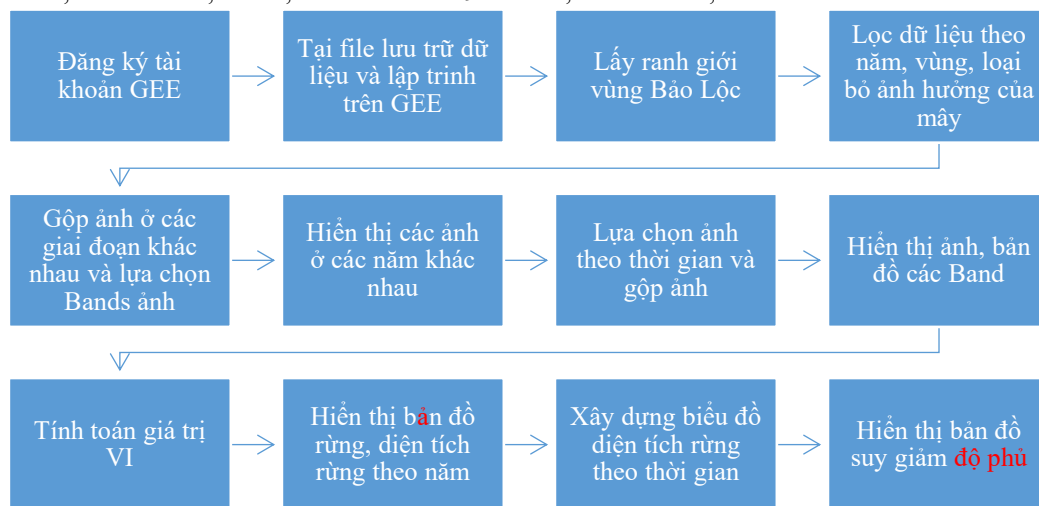 Đăng ký tài
khoản GEE
Tại file lưu trữ dữ
liệu và lập trinh
trên GEE
Lấy ranh giới
vùng Bảo Lộc
Lọc dữ liệu theo
năm, vùng, loại
bỏ ảnh hưởng của
mây
Gộp ảnh ở các
giai đoạn khác
nhau và lựa chọn
Bands ảnh
Hiển thị các ảnh
ở các năm khác
nhau
Lựa chọn ảnh
theo thời gian và
gộp ảnh
Hiển thị ảnh, bản
đồ các Band
Tính toán giá trị
VI
Hiển thị bản đồ
rừng, diện tích
rừng theo năm
Xây dựng biểu đồ
diện tích rừng
theo thời gian
Hiển thị bản đồ
suy giảm độ phủ